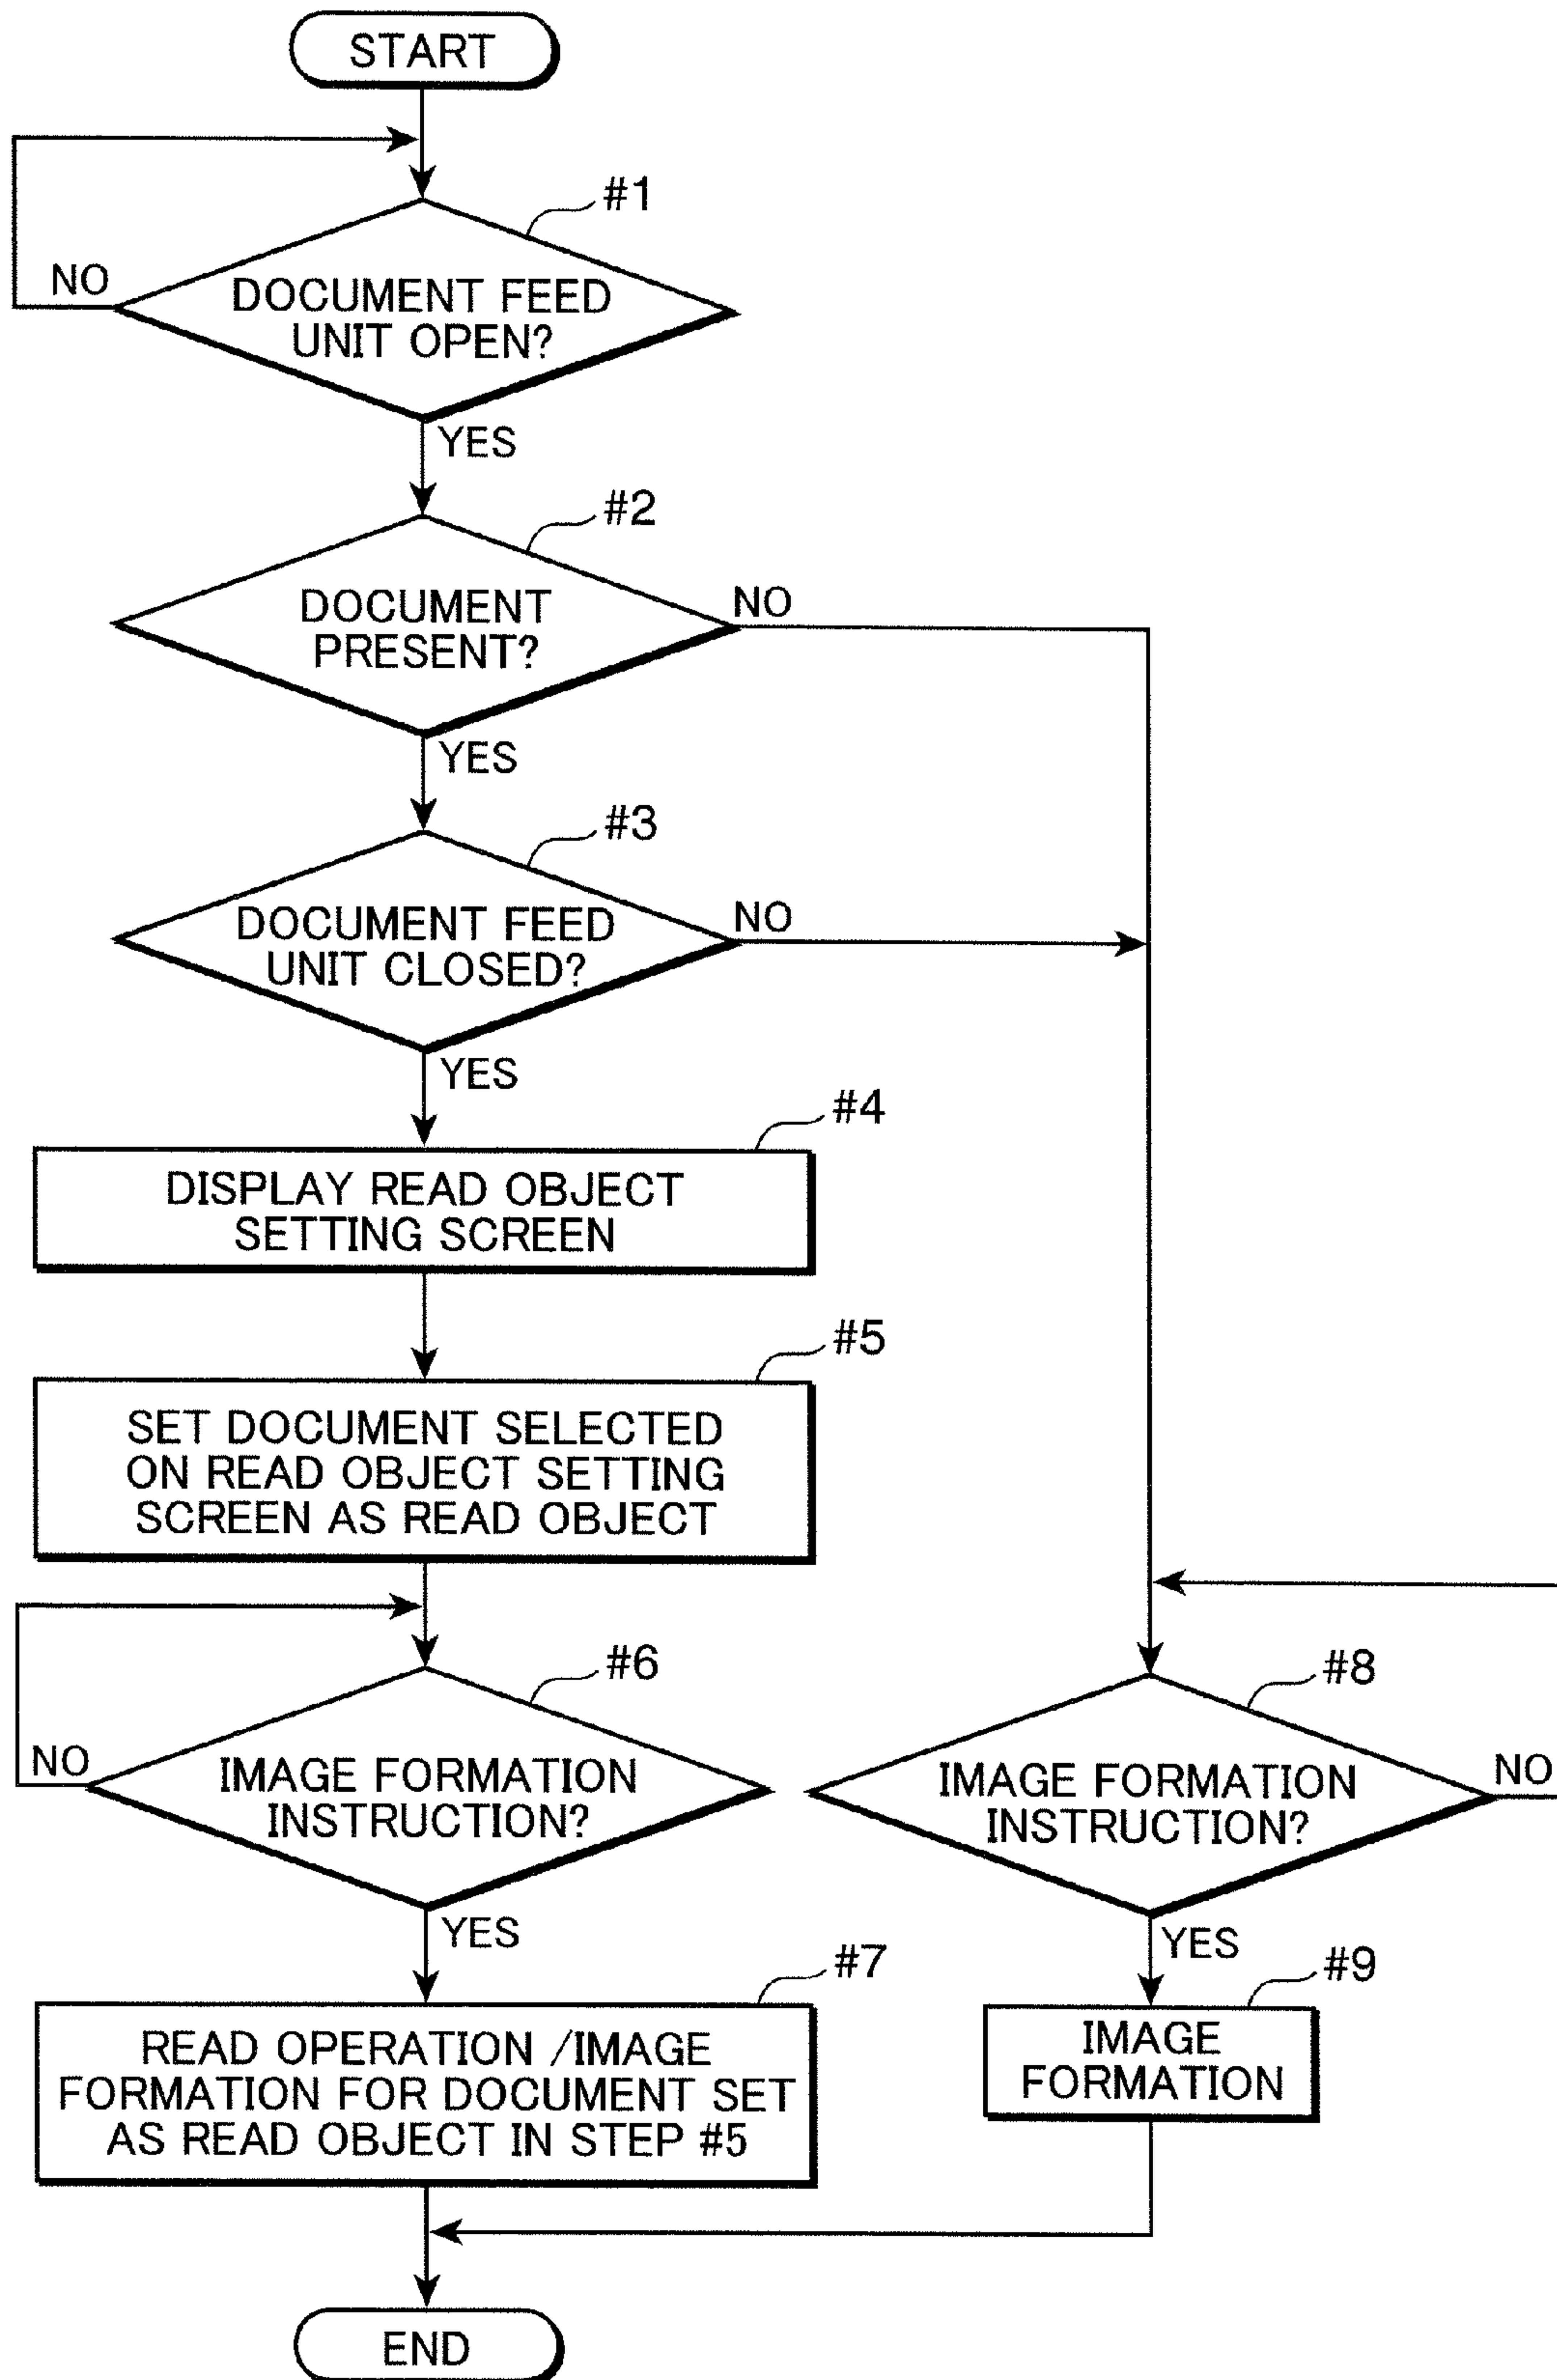 START
#1
NO
DOCUMENT FEED
UNIT OPEN?
YES
#2
DOCUMENT
PRESENT?
NO
YES
#3
DOCUMENT FEED
UNIT CLOSED?
NO
YES
#4
DISPLAY READ OBJECT
SETTING SCREEN
#5
SET DOCUMENT SELECTED
ON READ OBJECT SETTING
SCREEN AS READ OBJECT
#6
NO
IMAGE FORMATION
INSTRUCTION?
YES
#7
READ OPERATION /IMAGE
FORMATION FOR DOCUMENT SET
AS READ OBJECT IN STEP #5
#8
IMAGE FORMATION
INSTRUCTION?
NO
YES
#9
IMAGE
FORMATION
END